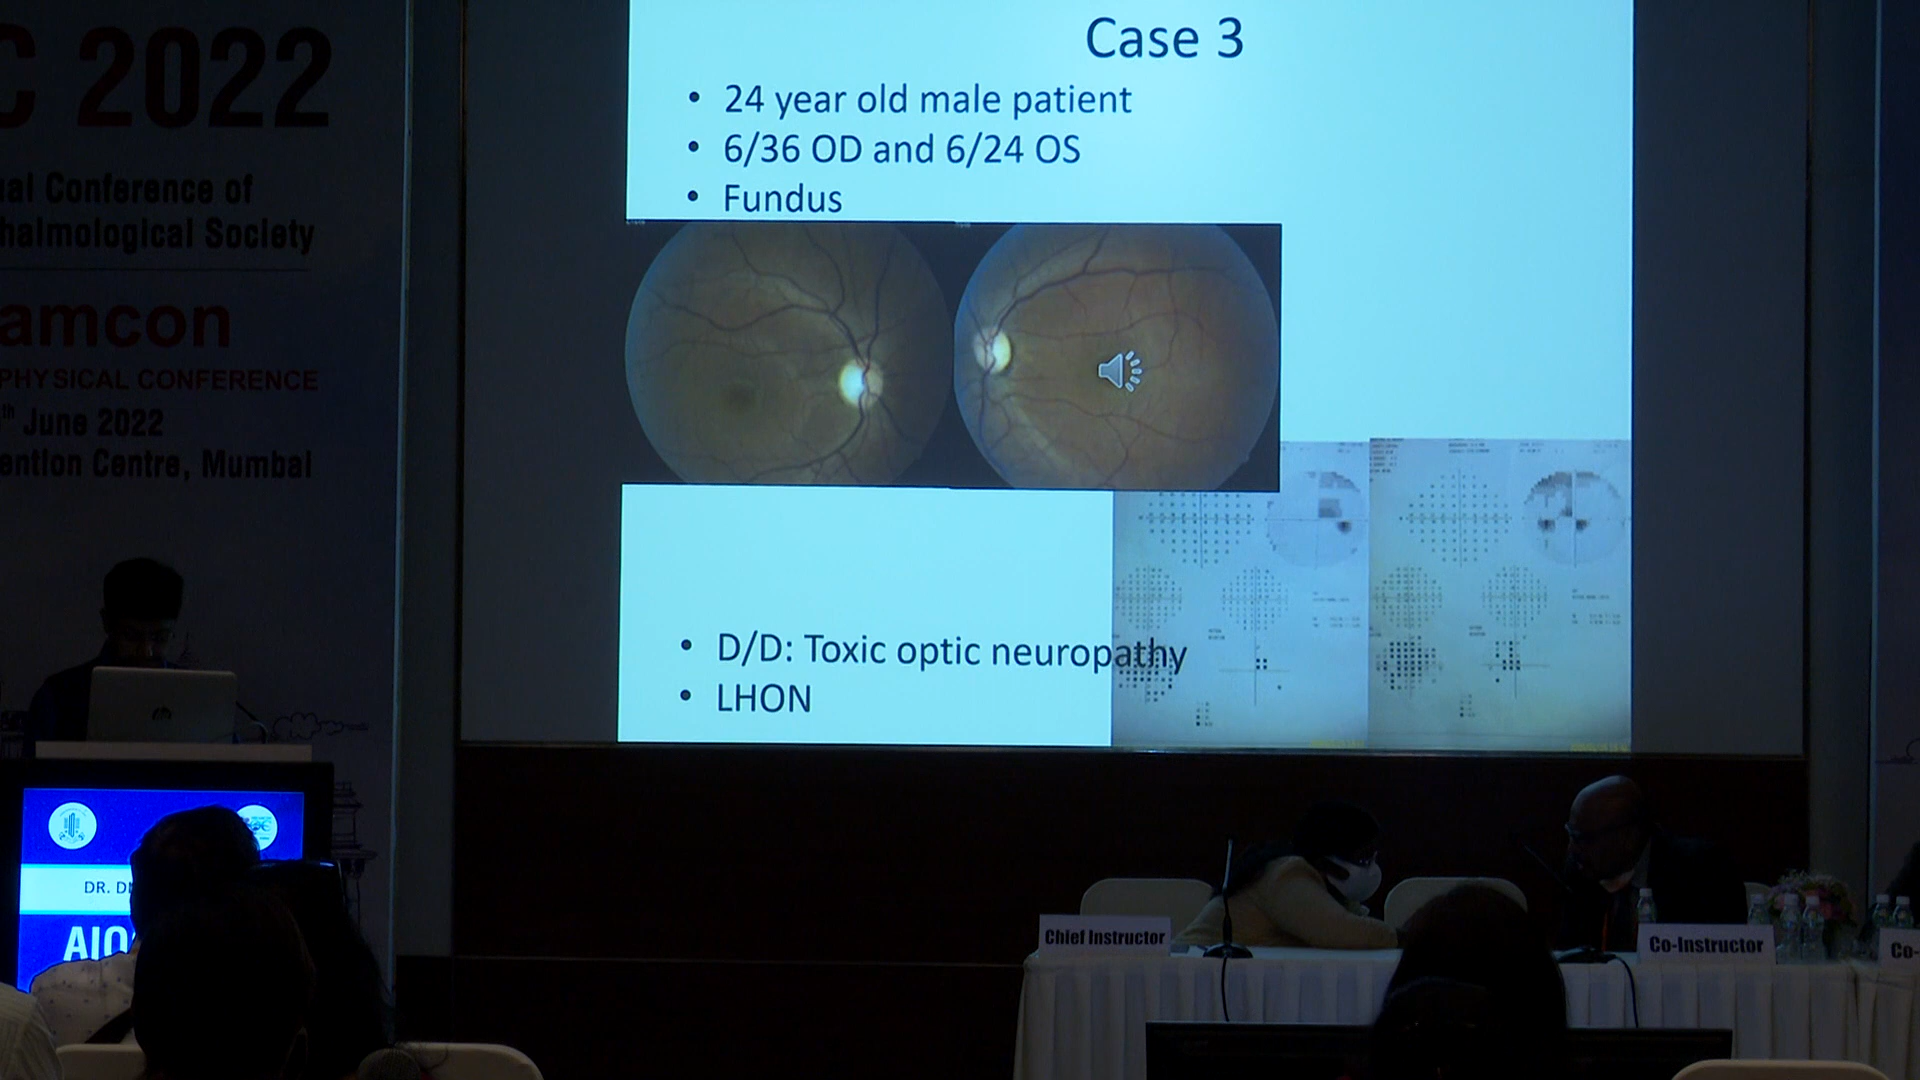 C 2022
ual Conference of
halmological Society
amcon
PHYSICAL CONFERENCE
th June 2022
ention Centre, Mumbai
Case 3
• 24 year old male patient
• 6/36 OD and 6/24 OS
• Fundus
• D/D: Toxic optic neuropathy
• LHON
DR. D
AIO
Chief Instructor
Co-Instructor
Co-